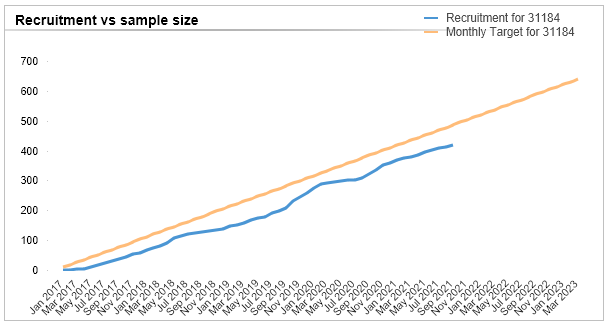 Recruitment vs sample size
Recruitment for 31184
Monthly Target for 31184
700
600
500
400
300
200
100
0
Jan 2017
Mar 2017
May 2017
Jul 2017
Sep 2017
Nov 2017
Jan 2018
Mar 2018
May 2018
Jul 2018
Sep 2018
Nov 2018
Jan 2019
Mar 2019
May 2019
Jul 2019
Sep 2019
Nov 2019
Jan 2020
Mar 2020
May 2020
Jul 2020
Sep 2020
Nov 2020
Jan 2021
Mar 2021
May 2021
Jul 2021
Sep 2021
Nov 2021
Jan 2022
Mar 2022
May 2022
Jul 2022
Sep 2022
Nov 2022
Jan 2023
Mar 2023